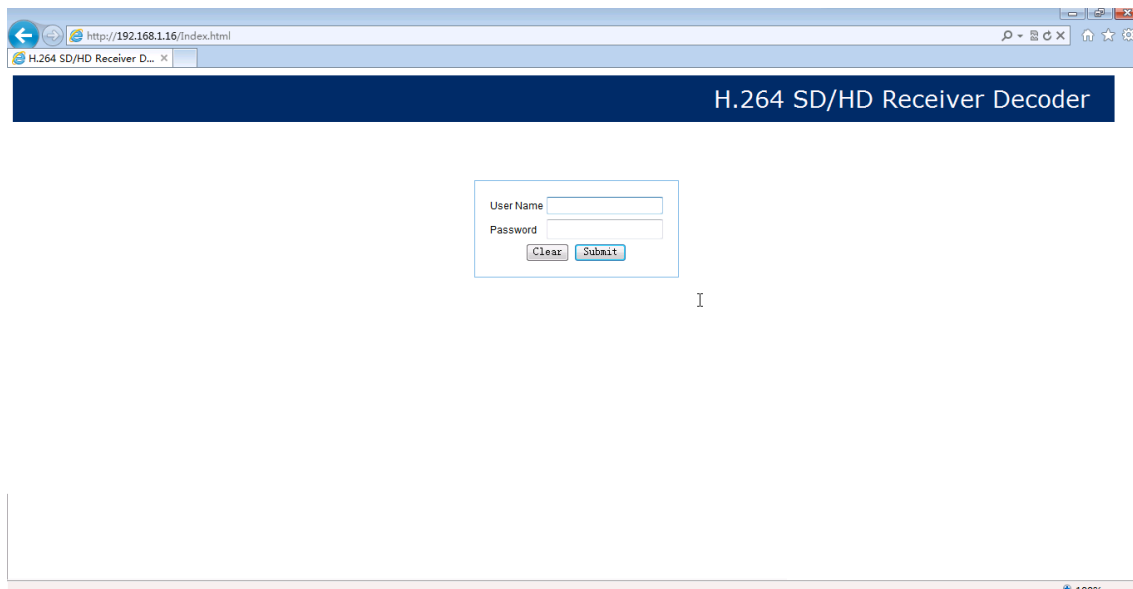 http://192.168.1.16/Index.html
H.264 SD/HD Receiver D...
H.264 SD/HD Receiver Decoder
User Name
Password
Clear Submit